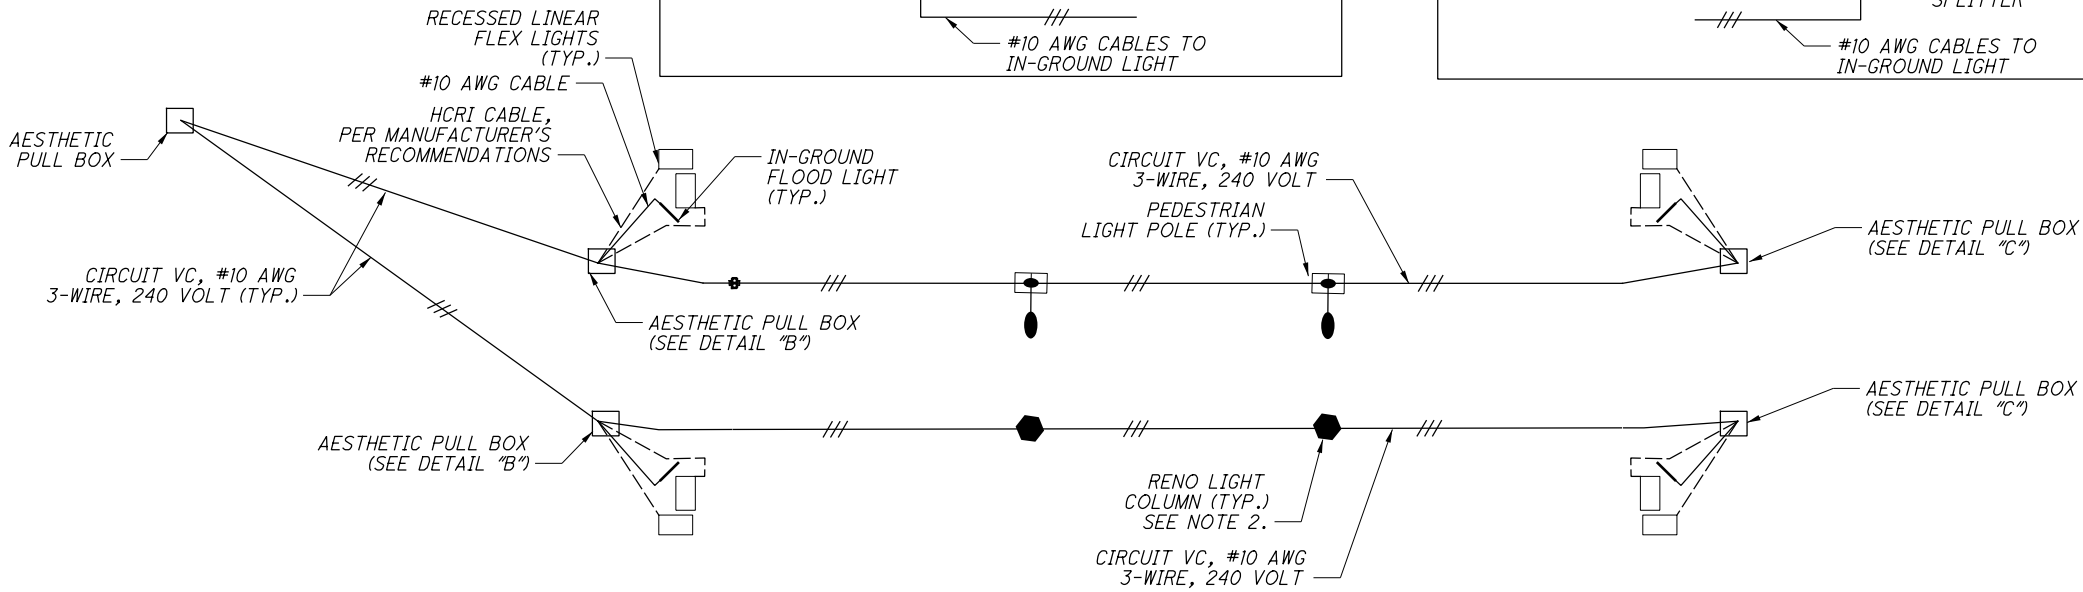 SPLITTER
RECESSED LINEAR
FLEX LIGHTS
(TYP.)
#10 AWG CABLES TO
IN-GROUND LIGHT
#10 AWG CABLES TO
IN-GROUND LIGHT
#10 AWG CABLE
HCRI CABLE,
PER MANUFACTURER'S
RECOMMENDATIONS
AESTHETIC
PULL BOX
IN-GROUND
FLOOD LIGHT
(TYP.)
CIRCUIT VC, #10 AWG
3-WIRE, 240 VOLT
PEDESTRIAN
LIGHT POLE (TYP.)
AESTHETIC PULL BOX
(SEE DETAIL "C")
CIRCUIT VC, #10 AWG
3-WIRE, 240 VOLT (TYP.)
AESTHETIC PULL BOX
(SEE DETAIL "B")
AESTHETIC PULL BOX
(SEE DETAIL "C")
AESTHETIC PULL BOX
(SEE DETAIL "B")
RENO LIGHT
COLUMN (TYP.)
SEE NOTE 2.
CIRCUIT VC, #10 AWG
3-WIRE, 240 VOLT